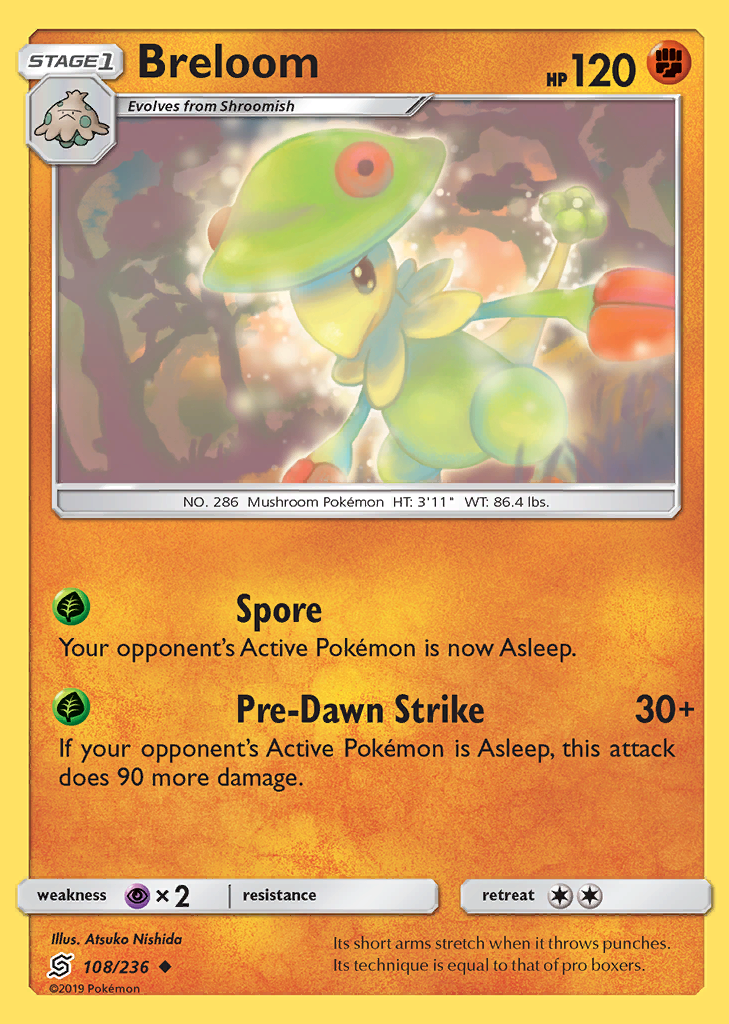 STAGE 1
Breloom
HP 120
Evolves from Shroomish
NO. 286 Mushroom Pokémon HT: 3'11" WT: 86.4 lbs.
Spore
Your opponent's Active Pokémon is now Asleep.
Pre-Dawn Strike 30+
If your opponent's Active Pokémon is Asleep, this attack
does 90 more damage.
weakness ×2 resistance retreat
Illus. Atsuko Nishida
108/236
©2019 Pokémon
Its short arms stretch when it throws punches.
Its technique is equal to that of pro boxers.